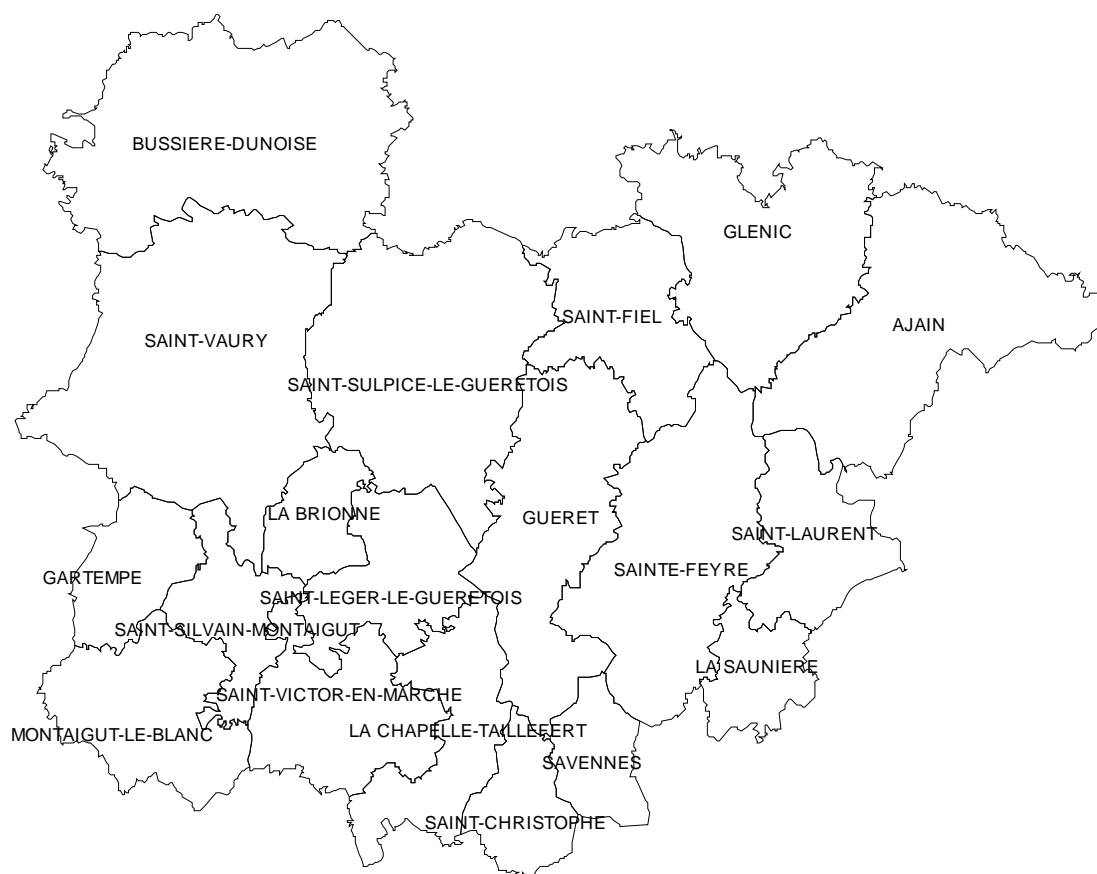 BUSSIERE-DUNOISE
GLENIC
SAINT-FIEL
AJAIN
SAINT-VAURY
SAINT-SULPICE-LE-GUERETOIS
LA BRIONNE
GUERET
SAINT-LAURENT
SAINTE-FEYRE
GARTEMPE
SAINT-LEGER-LE-GUERETOIS
SAINT-SILVAIN-MONTAIGUT
LA SAUNIERE
SAINT-VICTOR-EN-MARCHE
LA CHAPELLE-TAILLEFERT
MONTAIGUT-LE-BLANC
SAVENNES
SAINT-CHRISTOPHE